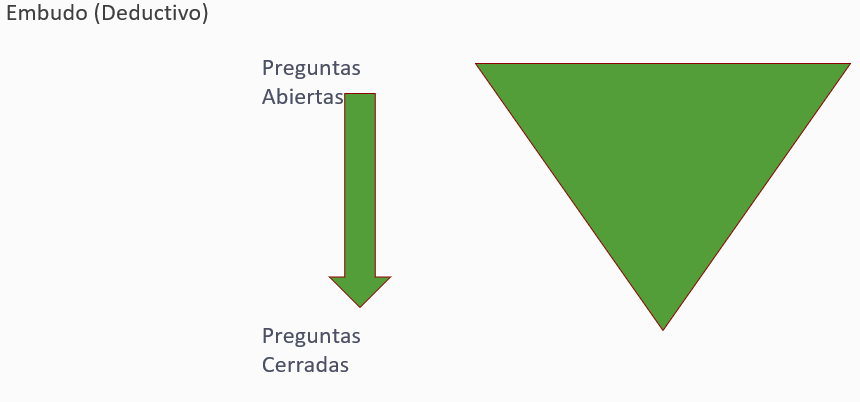 Embudo (Deductivo)
Preguntas
Abiertas
Preguntas
Cerradas